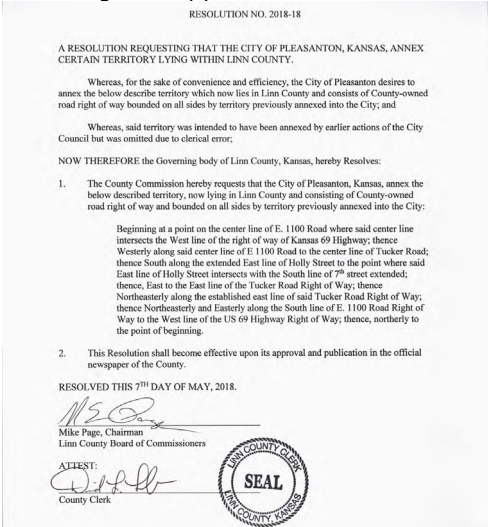 RESOLUTION NO. 2018-18
A RESOLUTION REQUESTING THAT THE CITY OF PLEASANTON, KANSAS, ANNEX
CERTAIN TERRITORY LYING WITHIN LINN COUNTY.
Whereas, for the sake of convenience and efficiency, the City of Pleasanton desires to
annex the below describe territory which now lies in Linn County and consists of County-owned
road right of way bounded on all sides by territory previously annexed into the City; and
Whereas, said territory was intended to have been annexed by earlier actions of the City
Council but was omitted due to clerical error;
NOW THEREFORE the Governing body of Linn County, Kansas, hereby Resolves:
1. The County Commission hereby requests that the City of Pleasanton, Kansas, annex the
below described territory, now lying in Linn County and consisting of County-owned
road right of way and bounded on all sides by territory previously annexed into the City:
Beginning at a point on the center line of E. 1100 Road where said center line
intersects the West line of the right of way of Kansas 69 Highway; thence
Westerly along said center line of E 1100 Road to the center line of Tucker Road;
thence South along the extended East line of Holly Street to the point where said
East line of Holly Street intersects with the South line of 7th street extended;
thence, East to the East line of the Tucker Road Right of Way; thence
Northeasterly along the established east line of said Tucker Road Right of Way;
thence Northeasterly and Easterly along the South line of E. 1100 Road Right of
Way to the West line of the US 69 Highway Right of Way; thence, northerly to
the point of beginning.
2. This Resolution shall become effective upon its approval and publication in the official
newspaper of the County.
RESOLVED THIS 7TH DAY OF MAY, 2018.
Mike Page, Chairman
Linn County Board of Commissioners
ATTEST:
County Clerk
LINN COUNTY CLERK
SEAL
LINN COUNTY, KANSAS